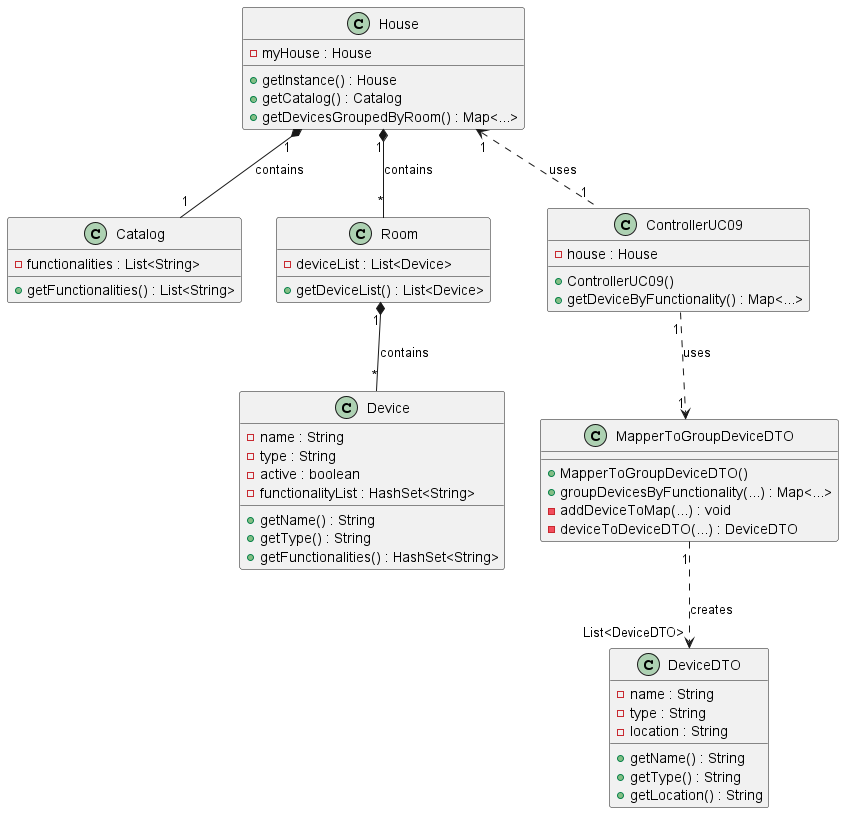 C House
myHouse : House
getInstance() : House
getCatalog() : Catalog
getDevicesGroupedByRoom() : Map<...>
1
1
1
contains
contains
uses
1
*
1
C Catalog
functionalities : List<String>
getFunctionalities() : List<String>
C Room
deviceList : List<Device>
getDeviceList() : List<Device>
C ControllerUC09
house : House
ControllerUC09()
getDeviceByFunctionality() : Map<...>
1
contains
*
1
uses
1
C Device
name : String
type : String
active : boolean
functionalityList : HashSet<String>
getName() : String
getType() : String
getFunctionalities() : HashSet<String>
C MapperToGroupDeviceDTO
MapperToGroupDeviceDTO()
groupDevicesByFunctionality(...) : Map<...>
addDeviceToMap(...) : void
deviceToDeviceDTO(...) : DeviceDTO
1
creates
List<DeviceDTO>
C DeviceDTO
name : String
type : String
location : String
getName() : String
getType() : String
getLocation() : String